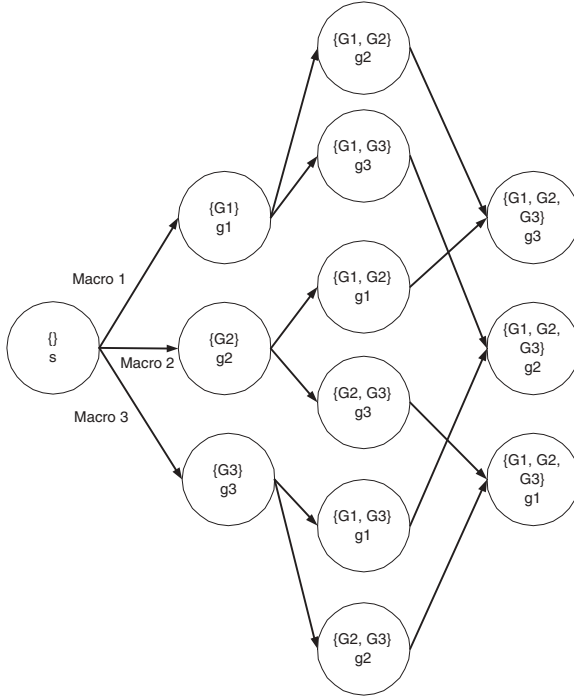 {G1, G2}
g2
{G1, G3}
g3
{G1}
g1
{G1, G2,
G3}
g3
Macro 1
{G1, G2}
g1
{}
s
Macro 2
{G2}
g2
{G1, G2,
G3}
g2
{G2, G3}
g3
Macro 3
{G3}
g3
{G1, G2,
G3}
g1
{G1, G3}
g1
{G2, G3}
g2